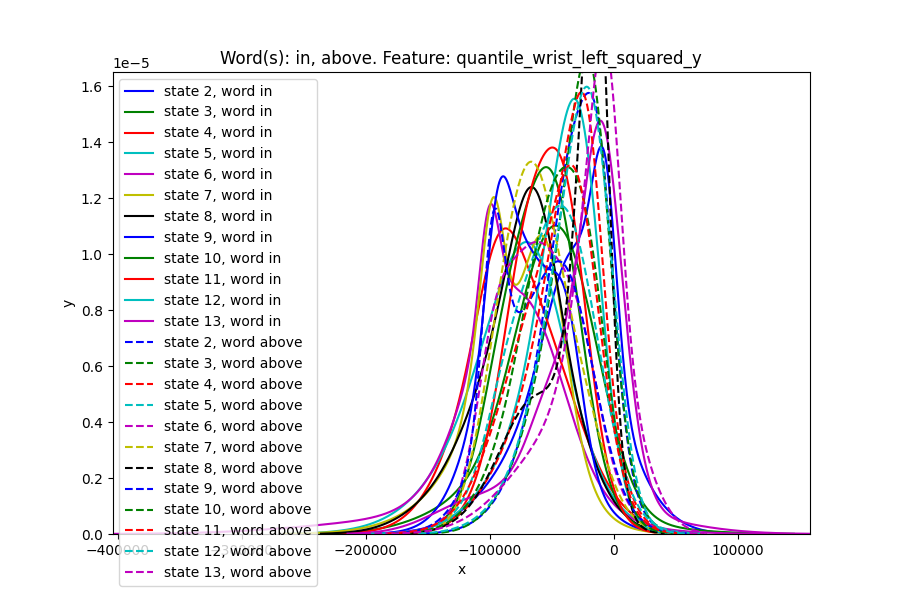 Word(s): in, above. Feature: quantile_wrist_left_squared_y
1e−5
1.6
1.4
1.2
1.0
0.8
0.6
0.4
0.2
0.0
y
state 2, word in
state 3, word in
state 4, word in
state 5, word in
state 6, word in
state 7, word in
state 8, word in
state 9, word in
state 10, word in
state 11, word in
state 12, word in
state 13, word in
state 2, word above
state 3, word above
state 4, word above
state 5, word above
state 6, word above
state 7, word above
state 8, word above
state 9, word above
state 10, word above
state 11, word above
state 12, word above
state 13, word above
−400000 −300000 −200000 −100000 0 100000
x